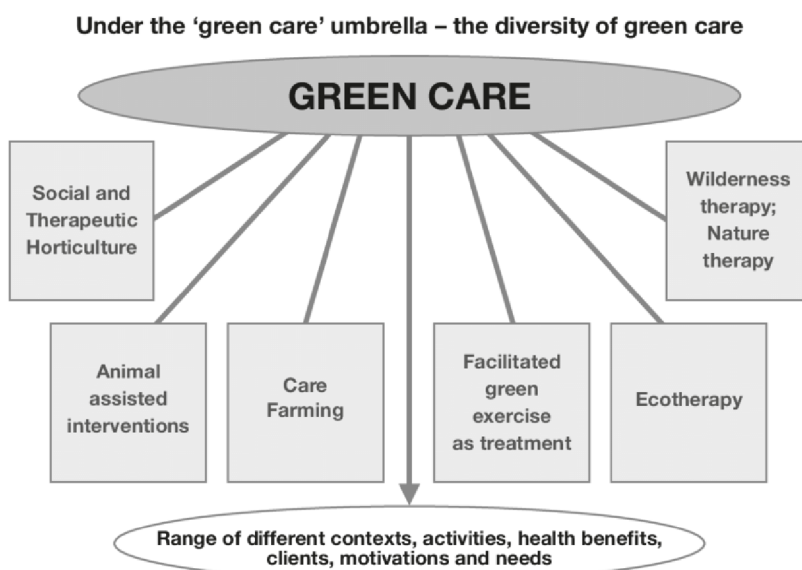 Under the ‘green care’ umbrella – the diversity of green care
GREEN CARE
Social and
Therapeutic
Horticulture
Wilderness
therapy;
Nature
therapy
Animal
assisted
interventions
Care
Farming
Facilitated
green
exercise
as treatment
Ecotherapy
Range of different contexts, activities, health benefits,
clients, motivations and needs